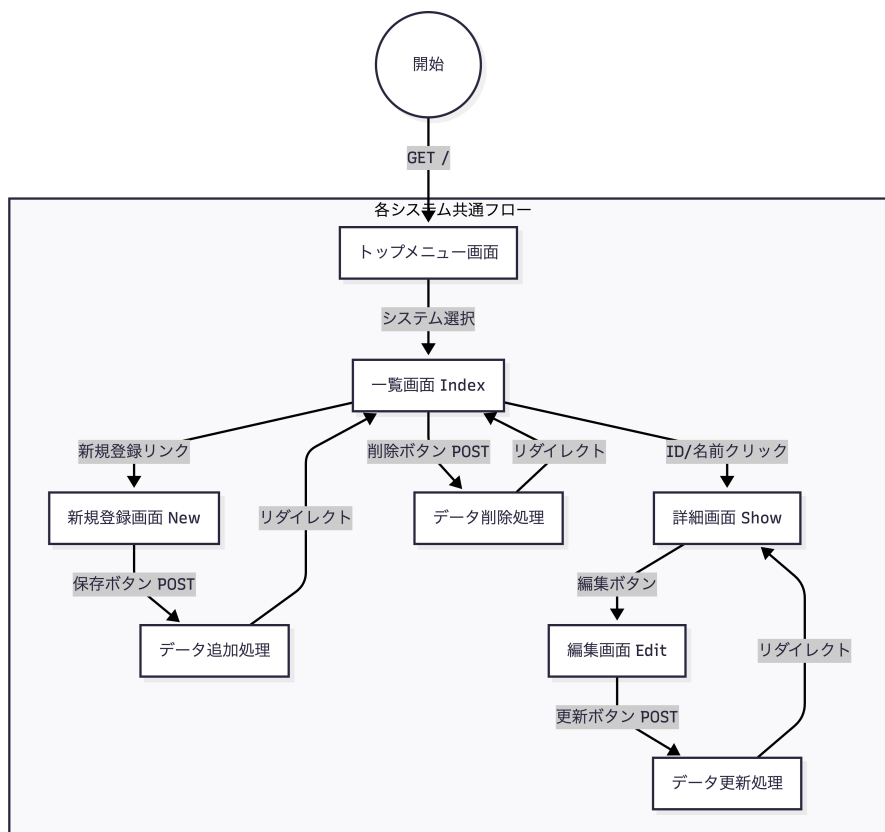 開始
GET /
各システム共通フロー
トップメニュー画面
システム選択
一覧画面 Index
新規登録リンク
削除ボタン POST
リダイレクト
ID/名前クリック
新規登録画面 New
リダイレクト
データ削除処理
詳細画面 Show
保存ボタン POST
編集ボタン
データ追加処理
編集画面 Edit
リダイレクト
更新ボタン POST
データ更新処理